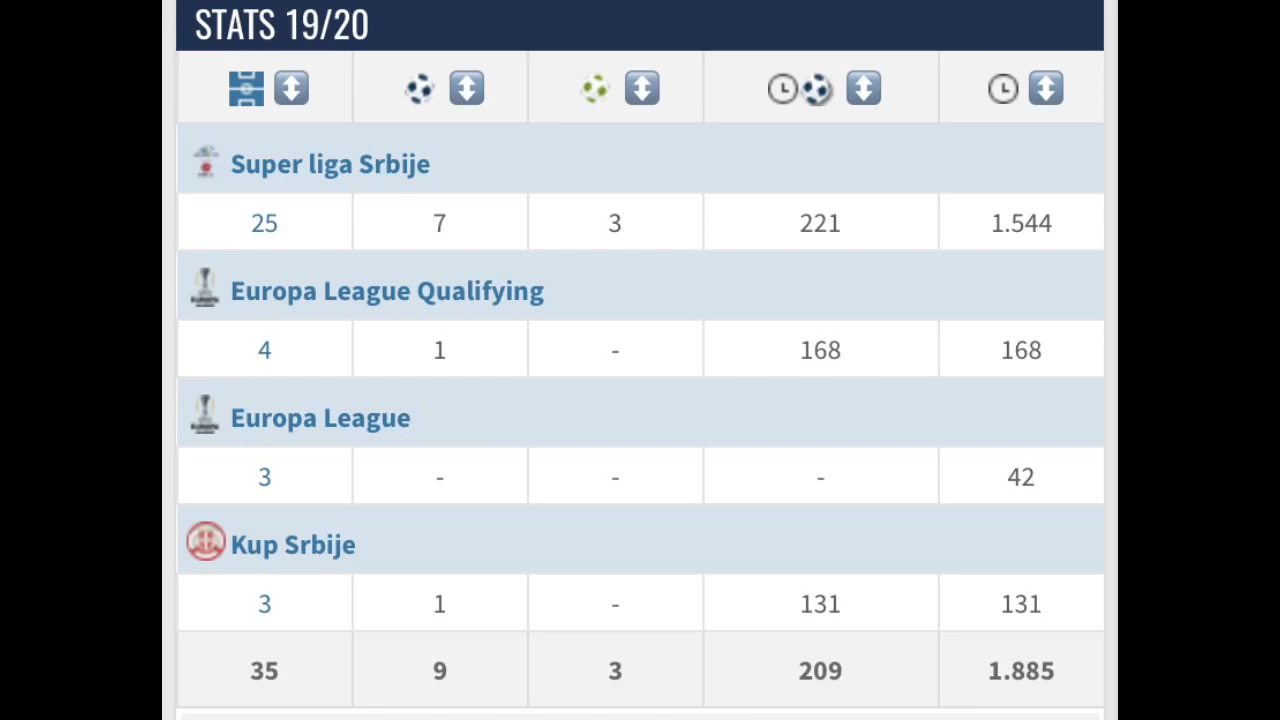 STATS 19/20
Super liga Srbije
25 7 3 221 1.544
Europa League Qualifying
4 1 - 168 168
Europa League
3 - - - 42
Kup Srbije
3 1 - 131 131
35 9 3 209 1.885